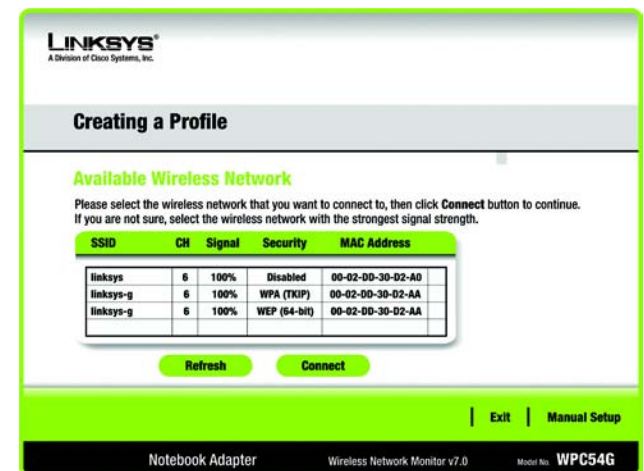 LINKSYS®
A Division of Cisco Systems, Inc.
Creating a Profile
Available Wireless Network
Please select the wireless network that you want to connect to, then click Connect button to continue.
If you are not sure, select the wireless network with the strongest signal strength.
SSID CH Signal Security MAC Address
linksys 6 100% Disabled 00-02-DD-30-D2-A0
linksys-g 6 100% WPA (TKIP) 00-02-DD-30-D2-AA
linksys-g 6 100% WEP (64-bit) 00-02-DD-30-D2-AA
Refresh Connect
Exit Manual Setup
Notebook Adapter Wireless Network Monitor v7.0 Model No. WPC54G